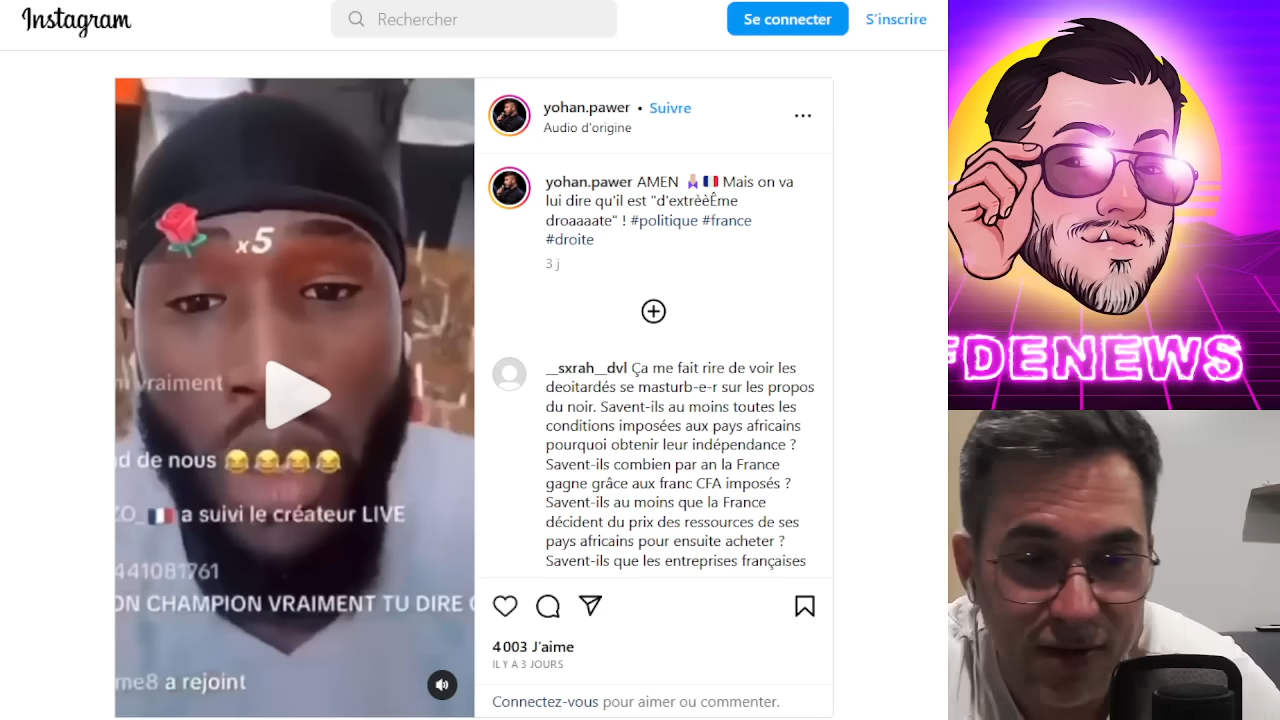 Instagram
Rechercher
Se connecter
S'inscrire
x5
vraiment
d de nous 😂😂😂😂
ZO_🇫🇷 a suivi le créateur LIVE
441081761
ON CHAMPION VRAIMENT TU DIRE
me8 a rejoint
yohan.pawer • Suivre
Audio d'origine
yohan.pawer AMEN 🙏🏼🇫🇷 Mais on va
lui dire qu'il est "d'extrèèÊme
droaaaate" ! #politique #france
#droite
3 j
__sxrah__dvl Ça me fait rire de voir les
deoitardés se masturb-e-r sur les propos
du noir. Savent-ils au moins toutes les
conditions imposées aux pays africains
pourquoi obtenir leur indépendance ?
Savent-ils combien par an la France
gagne grâce aux franc CFA imposés ?
Savent-ils au moins que la France
décident du prix des ressources de ses
pays africains pour ensuite acheter ?
Savent-ils que les entreprises françaises
4 003 J'aime
IL Y A 3 JOURS
Connectez-vous pour aimer ou commenter.
FDENEWS